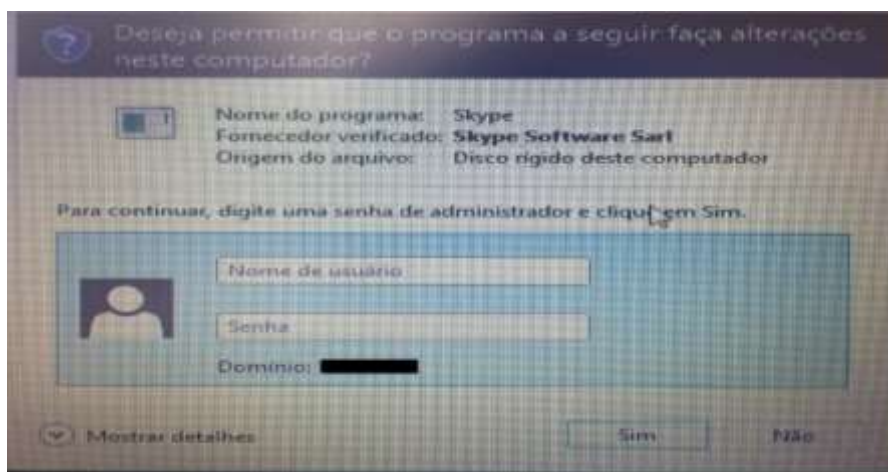 Deseja permitir que o programa a seguir faça alterações
neste computador?
Nome do programa: Skype
Fornecedor verificado: Skype Software Sarl
Origem do arquivo: Disco rígido deste computador
Para continuar, digite uma senha de administrador e clique em Sim.
Nome de usuário
Senha
Domínio:
Mostrar detalhes
Sim
Não